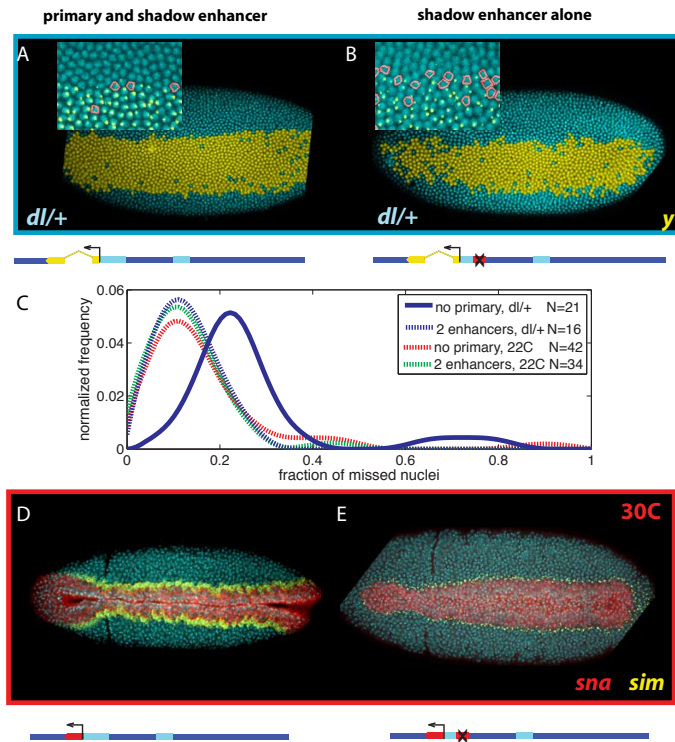 primary and shadow enhancer
shadow enhancer alone
A
B
dl/+
dl/+
y
C
normalized frequency
0.06
0.04
0.02
0
no primary, dl/+ N=21
2 enhancers, dl/+ N=16
no primary, 22C N=42
2 enhancers, 22C N=34
0
0.2
0.4
0.6
0.8
1
fraction of missed nuclei
D
E
30C
sna
sim